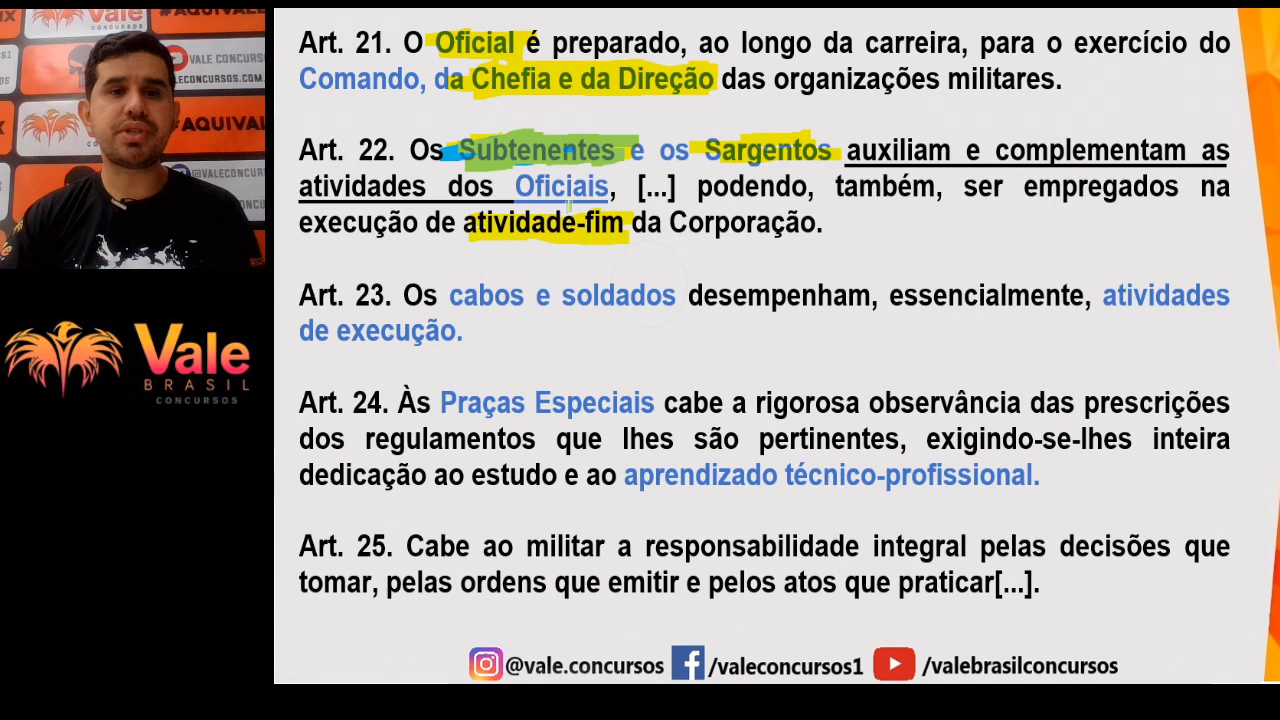 VALE CONCURSOS
VALECONCURSOS.COM
#AQUIVAL
@VALECONCURSOS
Vale
BRASIL
CONCURSOS
Art. 21. O Oficial é preparado, ao longo da carreira, para o exercício do
Comando, da Chefia e da Direção das organizações militares.
Art. 22. Os Subtenentes e os Sargentos auxiliam e complementam as
atividades dos Oficiais, [...] podendo, também, ser empregados na
execução de atividade-fim da Corporação.
Art. 23. Os cabos e soldados desempenham, essencialmente, atividades
de execução.
Art. 24. Às Praças Especiais cabe a rigorosa observância das prescrições
dos regulamentos que lhes são pertinentes, exigindo-se-lhes inteira
dedicação ao estudo e ao aprendizado técnico-profissional.
Art. 25. Cabe ao militar a responsabilidade integral pelas decisões que
tomar, pelas ordens que emitir e pelos atos que praticar[...].
@vale.concursos /valeconcursos1 /valebrasilconcursos